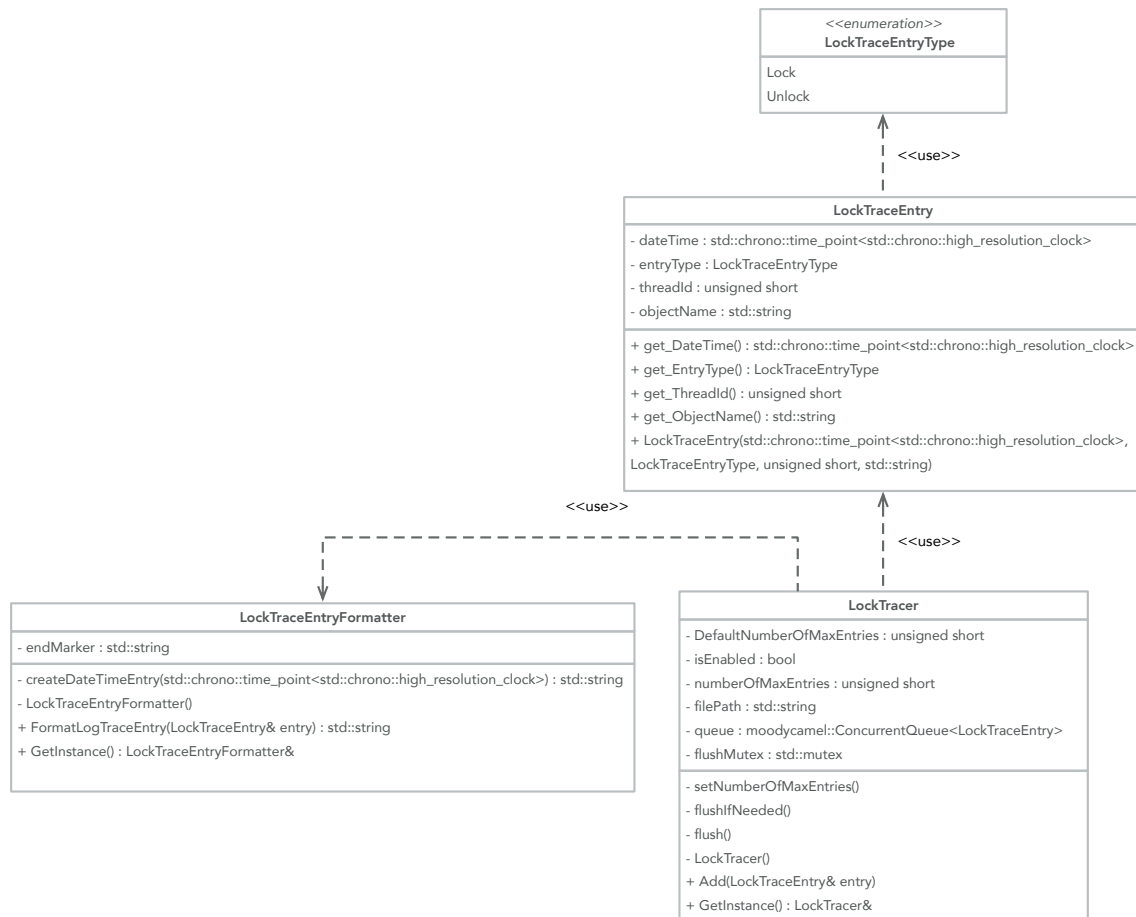 <<enumeration>>
LockTraceEntryType
Lock
Unlock
<<use>>
LockTraceEntry
- dateTime : std::chrono::time_point<std::chrono::high_resolution_clock>
- entryType : LockTraceEntryType
- threadId : unsigned short
- objectName : std::string
+ get_DateTime() : std::chrono::time_point<std::chrono::high_resolution_clock>
+ get_EntryType() : LockTraceEntryType
+ get_ThreadId() : unsigned short
+ get_ObjectName() : std::string
+ LockTraceEntry(std::chrono::time_point<std::chrono::high_resolution_clock>,
LockTraceEntryType, unsigned short, std::string)
<<use>>
<<use>>
LockTraceEntryFormatter
- endMarker : std::string
- createDateTimeEntry(std::chrono::time_point<std::chrono::high_resolution_clock>) : std::string
- LockTraceEntryFormatter()
+ FormatLogTraceEntry(LockTraceEntry& entry) : std::string
+ GetInstance() : LockTraceEntryFormatter&
LockTracer
- DefaultNumberOfMaxEntries : unsigned short
- isEnabled : bool
- numberOfMaxEntries : unsigned short
- filePath : std::string
- queue : moodycamel::ConcurrentQueue<LockTraceEntry>
- flushMutex : std::mutex
- setNumberOfMaxEntries()
- flushIfNeeded()
- flush()
- LockTracer()
+ Add(LockTraceEntry& entry)
+ GetInstance() : LockTracer&